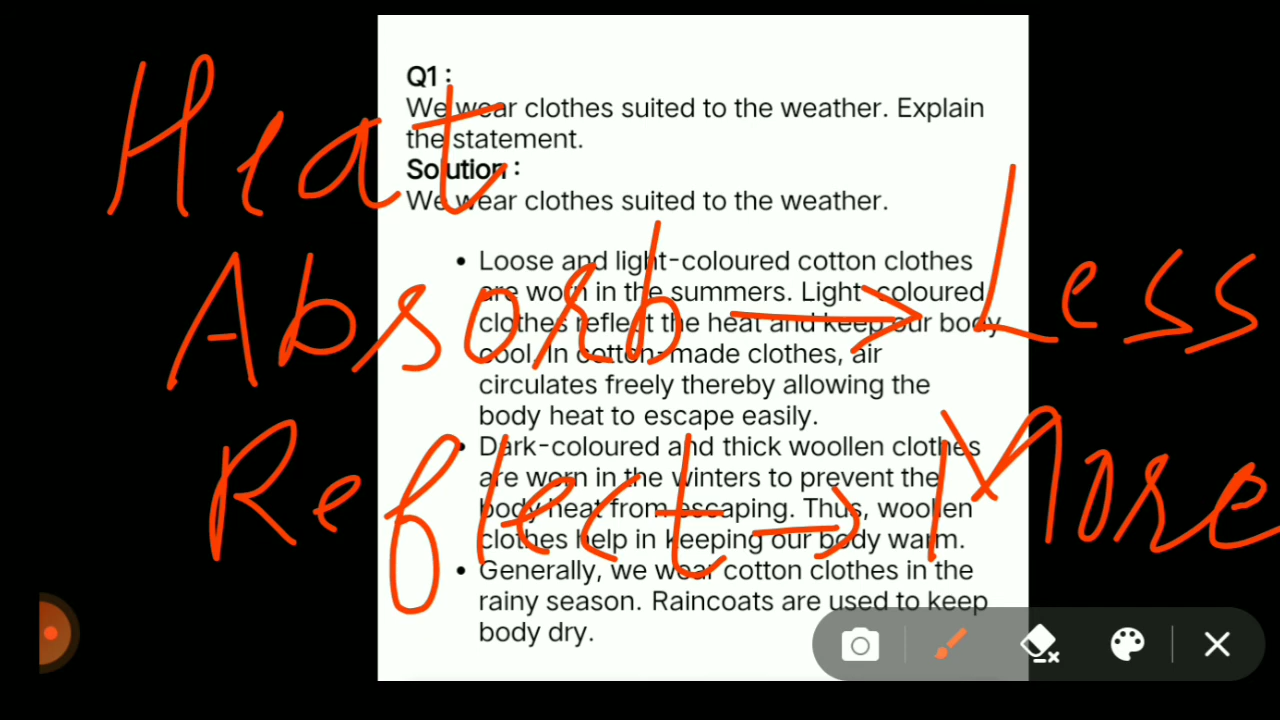 Q1 :
We wear clothes suited to the weather. Explain
the statement.
Solution :
We wear clothes suited to the weather.
• Loose and light-coloured cotton clothes
are worn in the summers. Light-coloured
clothes reflect the heat and keep our body
cool. In cotton-made clothes, air
circulates freely thereby allowing the
body heat to escape easily.
• Dark-coloured and thick woollen clothes
are worn in the winters to prevent the
body heat from escaping. Thus, woollen
clothes help in keeping our body warm.
• Generally, we wear cotton clothes in the
rainy season. Raincoats are used to keep
body dry.
Heat
Absorb → Less
Reflect → More